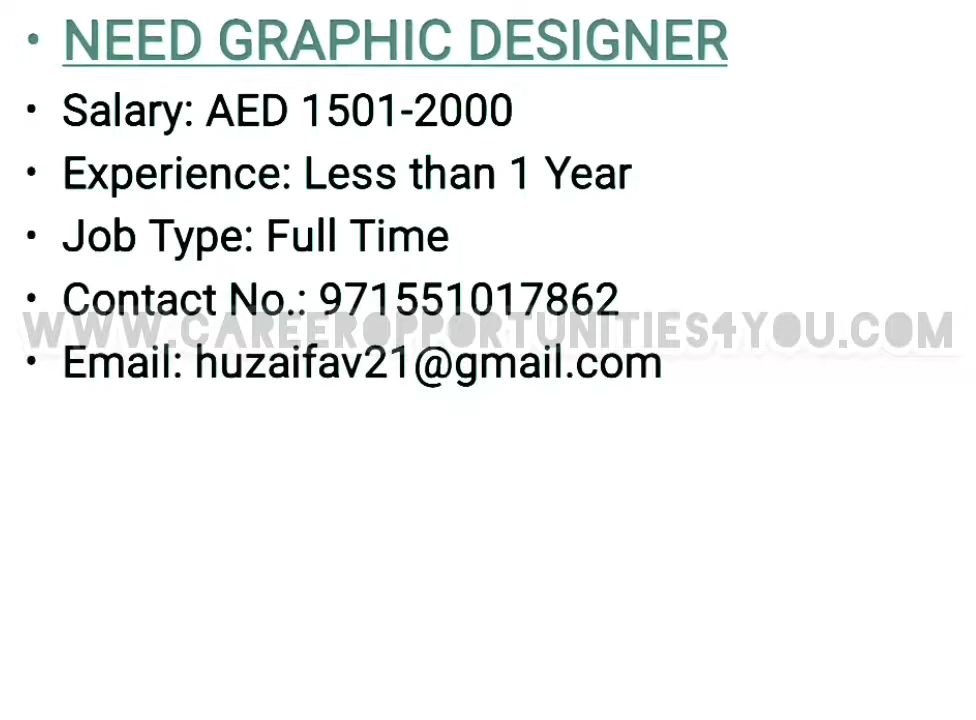 • NEED GRAPHIC DESIGNER
• Salary: AED 1501-2000
• Experience: Less than 1 Year
• Job Type: Full Time
• Contact No.: 971551017862
WWW.CAREEROPPORTUNITIES4YOU.COM
• Email: huzaifav21@gmail.com